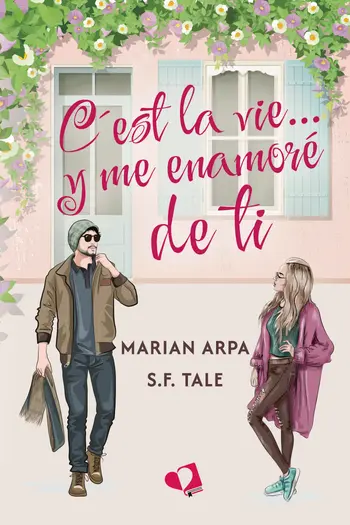 C'est la vie...
y me enamoré
de ti
MARIAN ARPA
S.F. TALE